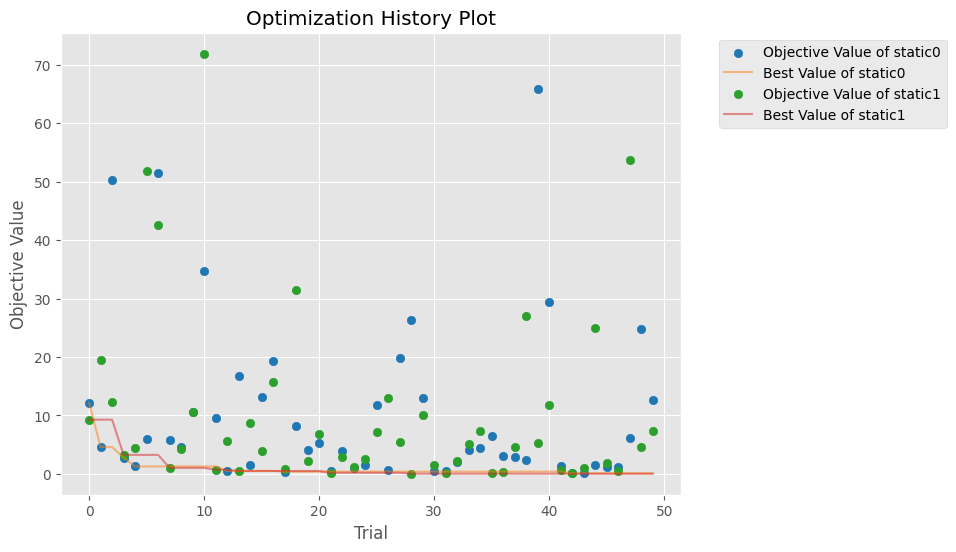 Optimization History Plot
Objective Value
70
60
50
40
30
20
10
0
0 10 20 30 40 50
Trial
Objective Value of static0
Best Value of static0
Objective Value of static1
Best Value of static1